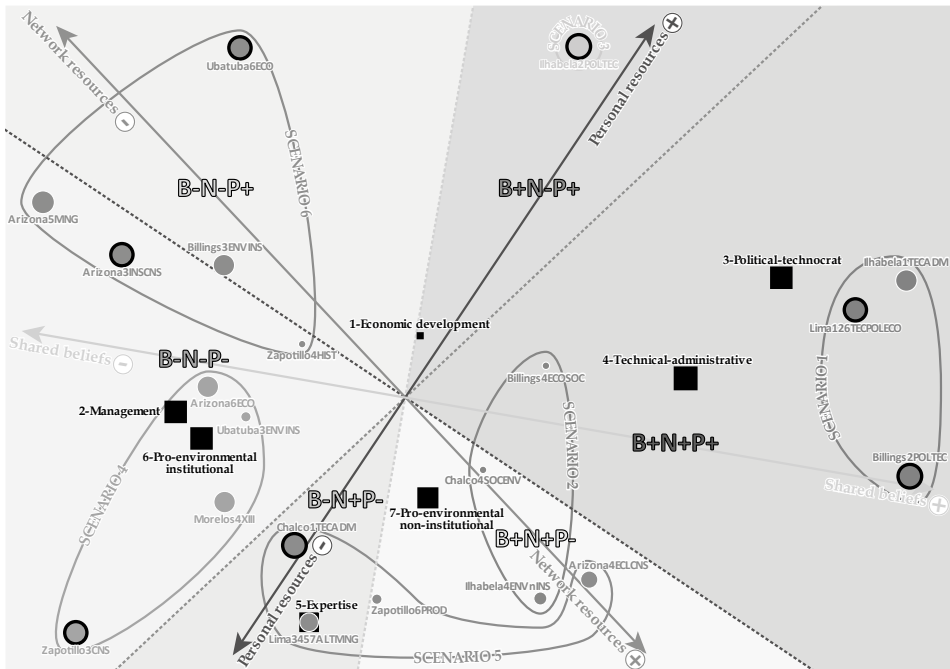 Network resources
-
Ubatuba6ECO
SCENARIO 3
Ilhabela2POLTEC
Personal resources
+
SCENARIO 6
B-N-P+
B+N-P+
Arizona5MNG
Arizona3INSCNS
Billings3ENVINS
3-Political-technocrat
Ilhabela1TECADM
Lima126TECPOLECO
1-Economic development
Shared beliefs
-
Zapotillo4HIST
B-N-P-
4-Technical-administrative
SCENARIO 1
Billings4ECOSOC
Arizona6ECO
2-Management
Ubatuba3ENVINS
SCENARIO 2
B+N+P+
6-Pro-environmental
institutional
Billings2POLTEC
Chalco4SOCENV
Shared beliefs
+
SCENARIO 4
B-N+P-
Morelos4XIII
7-Pro-environmental
non-institutional
Chalco1TECADM
-
B+N+P-
Arizona4ECLCNS
Network resources
+
Ilhabela4ENVnINS
5-Expertise
Zapotillo6PROD
Lima3457ALTMNG
Personal resources
Zapotillo3CNS
SCENARIO 5